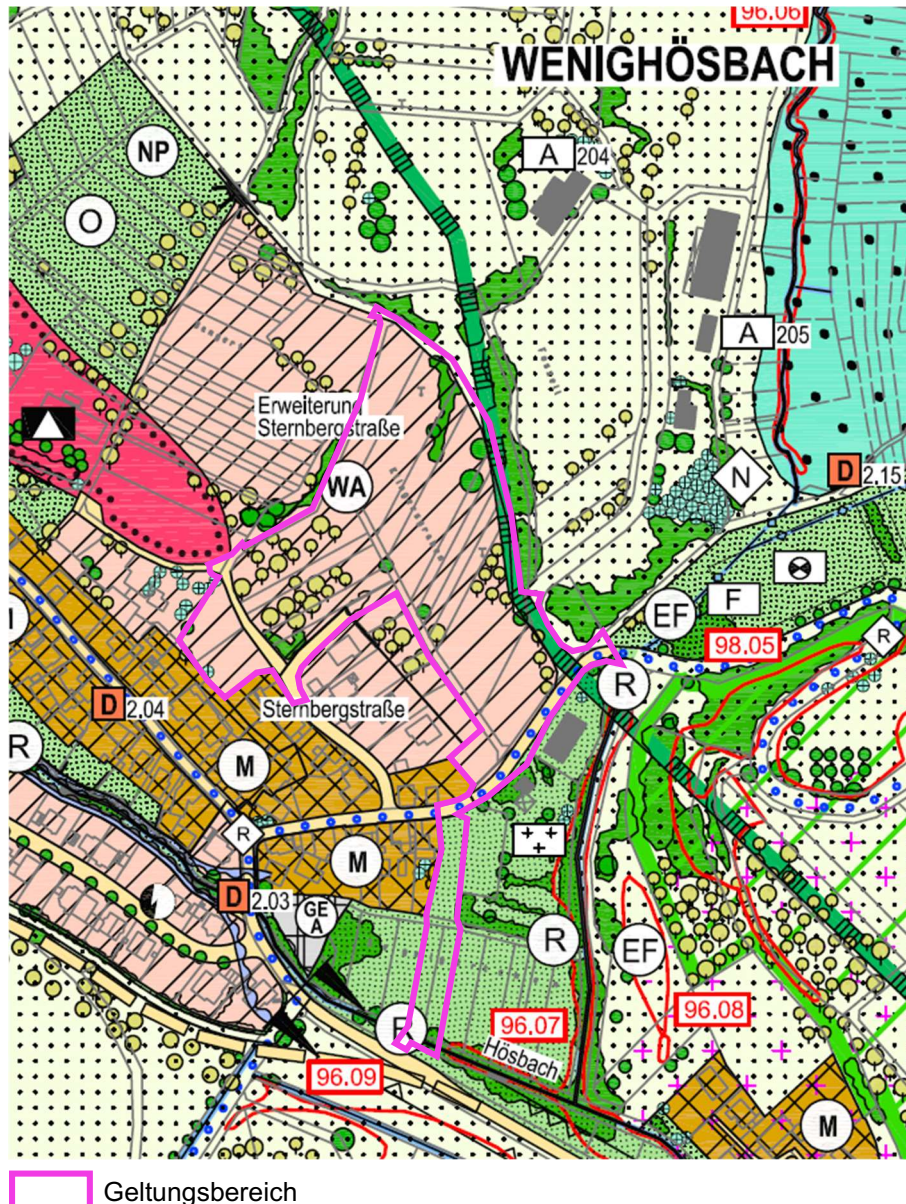 96.06
WENIGHÖSBACH
NP
A 204
O
A 205
Erweiterung
Sternbergstraße
WA
N
D 2.15
EF
F
98.05
R
R
D 2.04
Sternbergstraße
M
R
R
M
D 2.03
GE
A
R
EF
96.07
96.08
Hösbach
96.09
M
Geltungsbereich